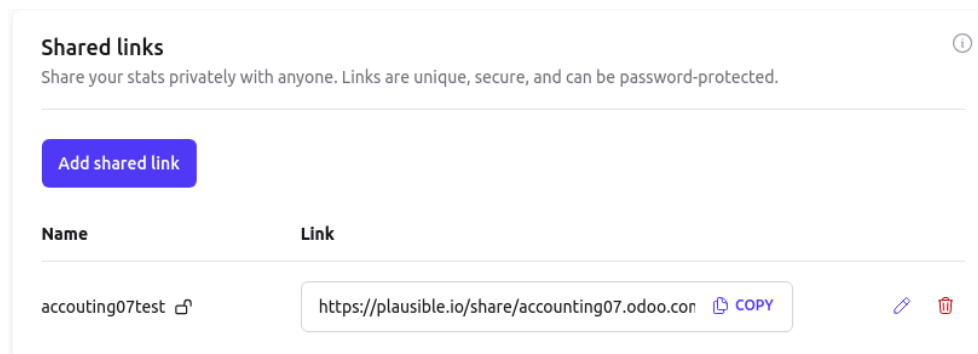 Shared links
Share your stats privately with anyone. Links are unique, secure, and can be password-protected.
Add shared link
Name Link
accouting07test https://plausible.io/share/accounting07.odoo.con COPY